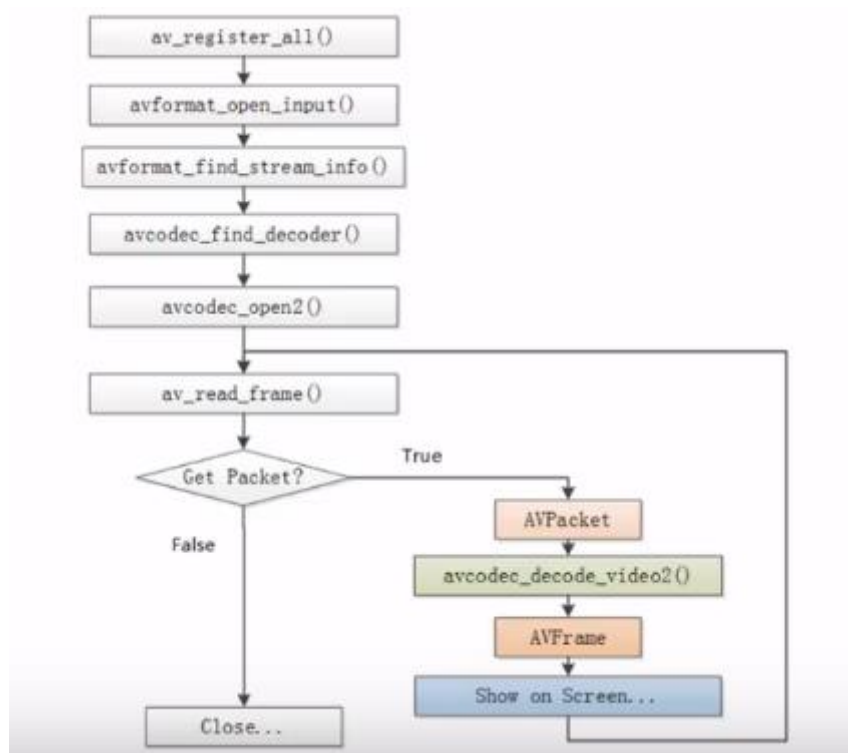 av_register_all()
avformat_open_input()
avformat_find_stream_info()
avcodec_find_decoder()
avcodec_open2()
av_read_frame()
Get Packet?
True
False
AVPacket
avcodec_decode_video2()
AVFrame
Show on Screen...
Close...